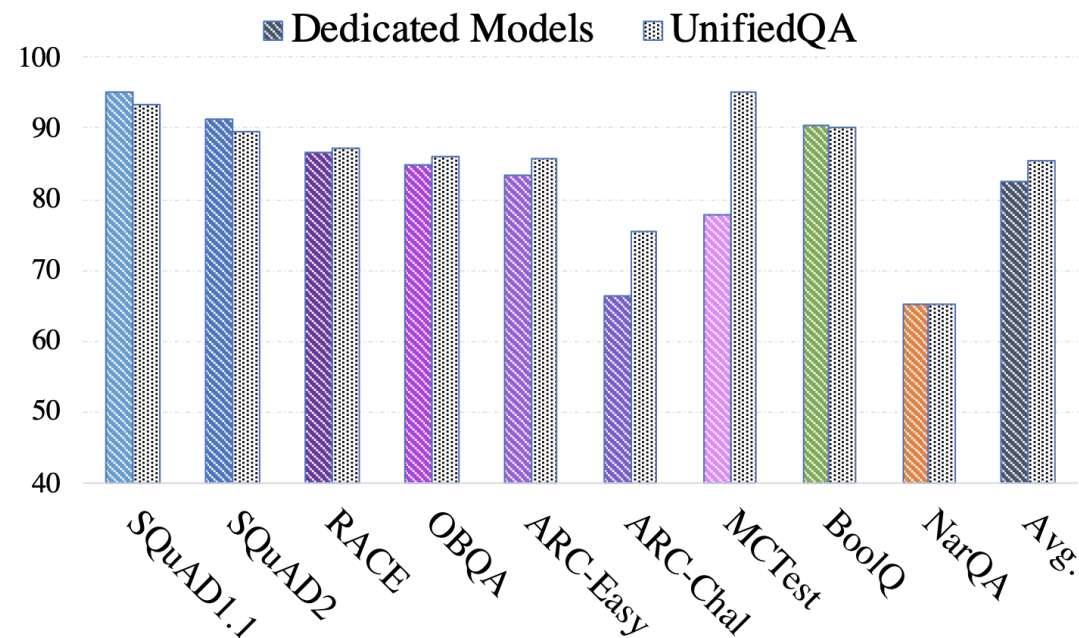 Dedicated Models UnifiedQA
100
90
80
70
60
50
40
SQuAD1.1
SQuAD2
RACE
OBQA
ARC-Easy
ARC-Chal
MCTest
BoolQ
NarQA
Avg.